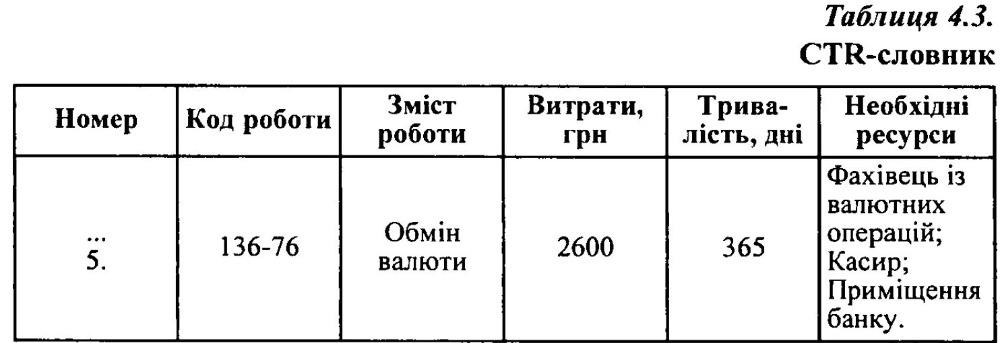 Таблиця 4.3.
CTR-словник
Номер
Код роботи
Зміст
роботи
Витрати,
грн
Трива-
лість, дні
Необхідні
ресурси
...
5.
136-76
Обмін
валюти
2600
365
Фахівець із
валютних
операцій;
Касир;
Приміщення
банку.